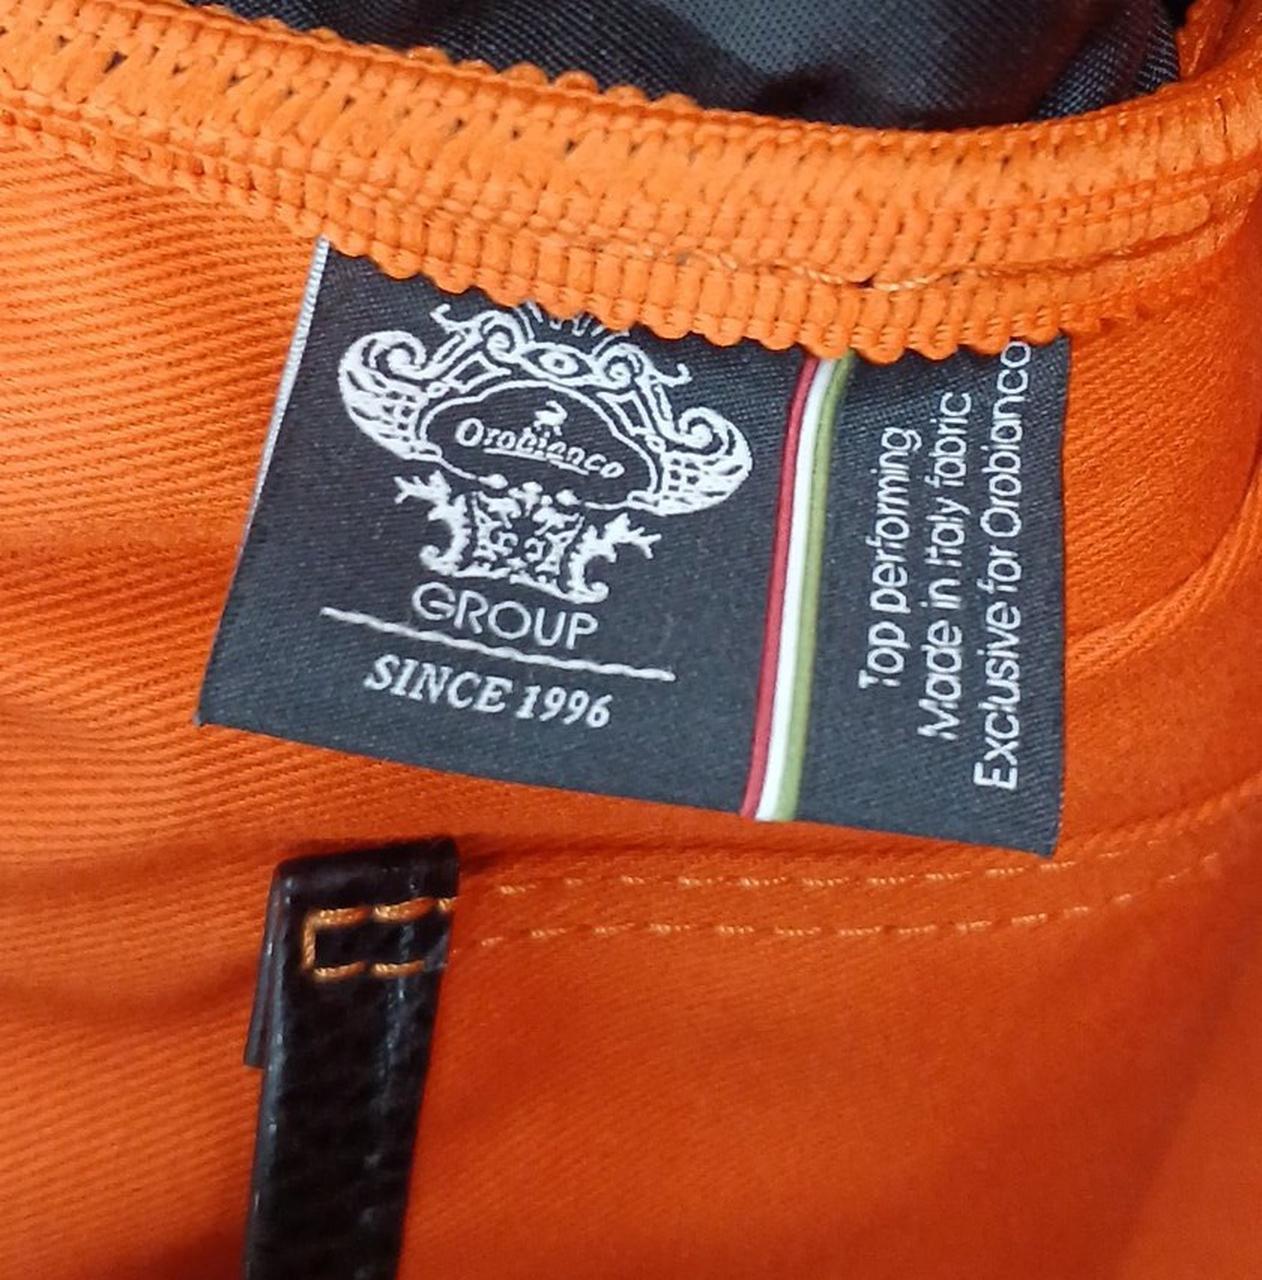 Orobianco
GROUP
SINCE 1996
Top performing
Made in Italy fabric
Exclusive for Orobianco